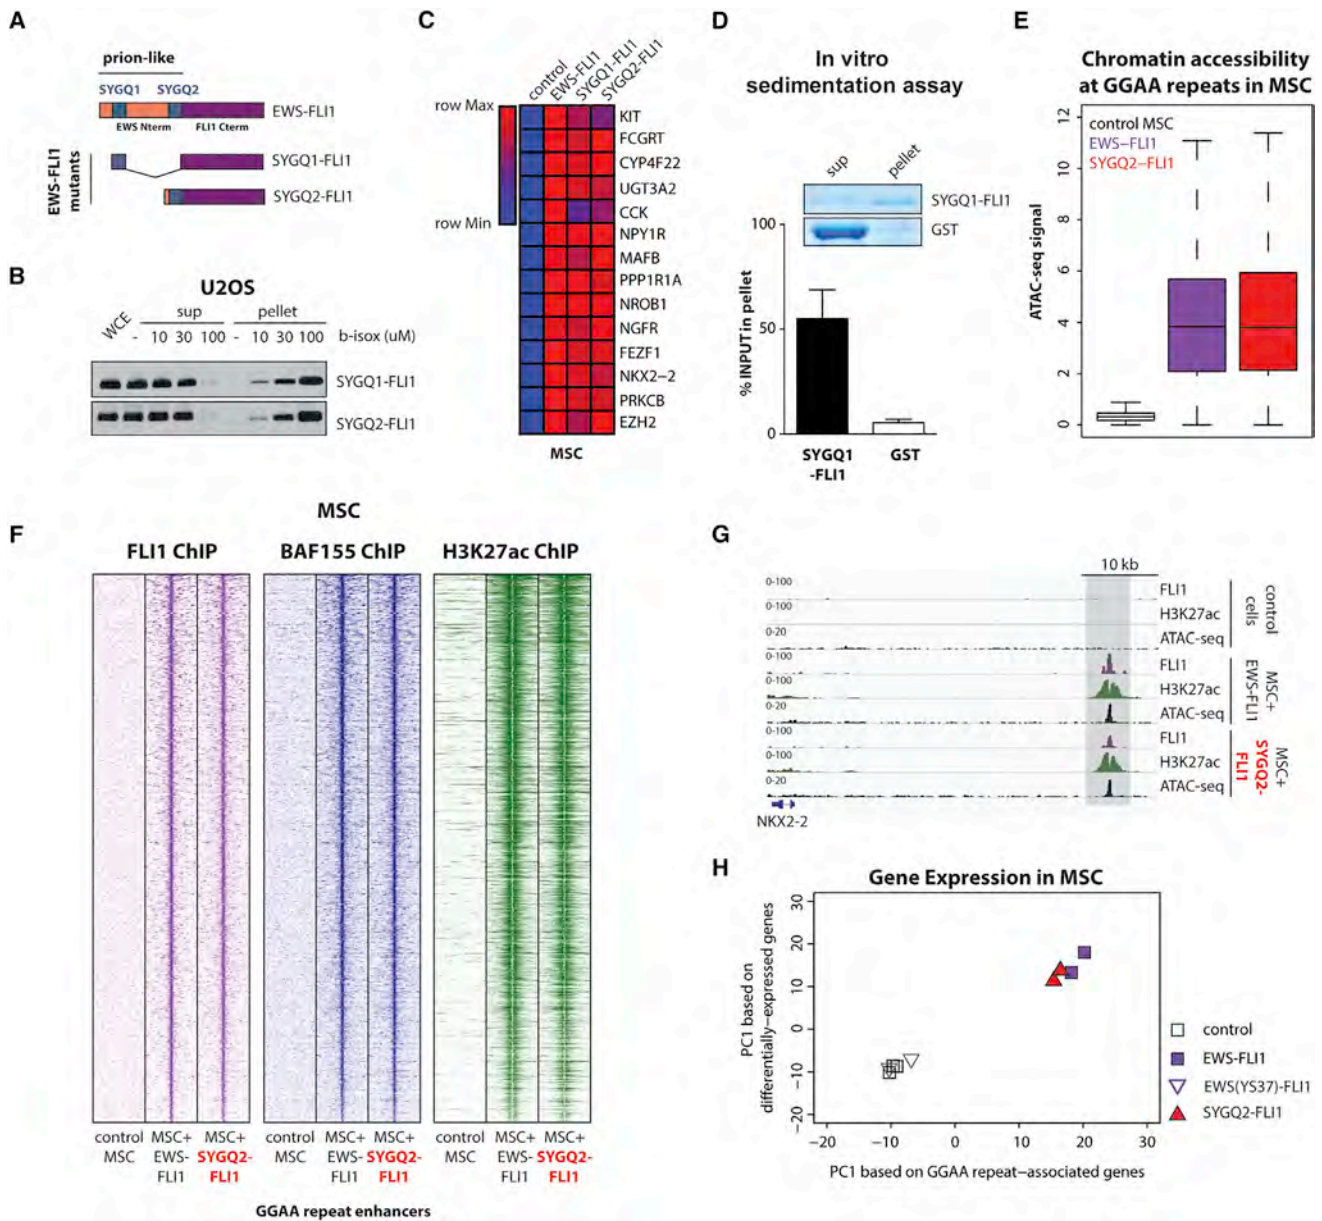 A
prion-like
SYGQ1
SYGQ2
EWS-FLI1
EWS Nterm
FLI1 Cterm
EWS-FLI1
mutants
SYGQ1-FLI1
SYGQ2-FLI1
B
U2OS
WCE
sup
pellet
- 10 30 100 - 10 30 100 b-isox (uM)
SYGQ1-FLI1
SYGQ2-FLI1
C
control
EWS-FLI1
SYGQ1-FLI1
SYGQ2-FLI1
row Max
row Min
KIT
FCGRT
CYP4F22
UGT3A2
CCK
NPY1R
MAFB
PPP1R1A
NROB1
NGFR
FEZF1
NKX2-2
PRKCB
EZH2
MSC
D
In vitro
sedimentation assay
sup
pellet
SYGQ1-FLI1
GST
% INPUT in pellet
100
50
0
SYGQ1
-FLI1
GST
E
Chromatin accessibility
at GGAA repeats in MSC
control MSC
EWS-FLI1
SYGQ2-FLI1
ATAC-seq signal
12
10
8
6
4
2
0
F
MSC
FLI1 ChIP
BAF155 ChIP
H3K27ac ChIP
control MSC+ MSC+ control MSC+ MSC+ control MSC+ MSC+
MSC EWS- SYGQ2- MSC EWS- SYGQ2- MSC EWS- SYGQ2-
FLI1 FLI1 FLI1 FLI1 FLI1 FLI1
GGAA repeat enhancers
G
10 kb
0-100 FLI1
0-100 H3K27ac
0-20 ATAC-seq
control
cells
0-100 FLI1
0-100 H3K27ac
0-20 ATAC-seq
MSC+
EWS-FLI1
0-100 FLI1
0-100 H3K27ac
0-20 ATAC-seq
MSC+
SYGQ2-
FLI1
NKX2-2
H
Gene Expression in MSC
PC1 based on
differentially-expressed genes
30
20
10
0
-10
-20
-20 -10 0 10 20 30
PC1 based on GGAA repeat-associated genes
control
EWS-FLI1
EWS(YS37)-FLI1
SYGQ2-FLI1